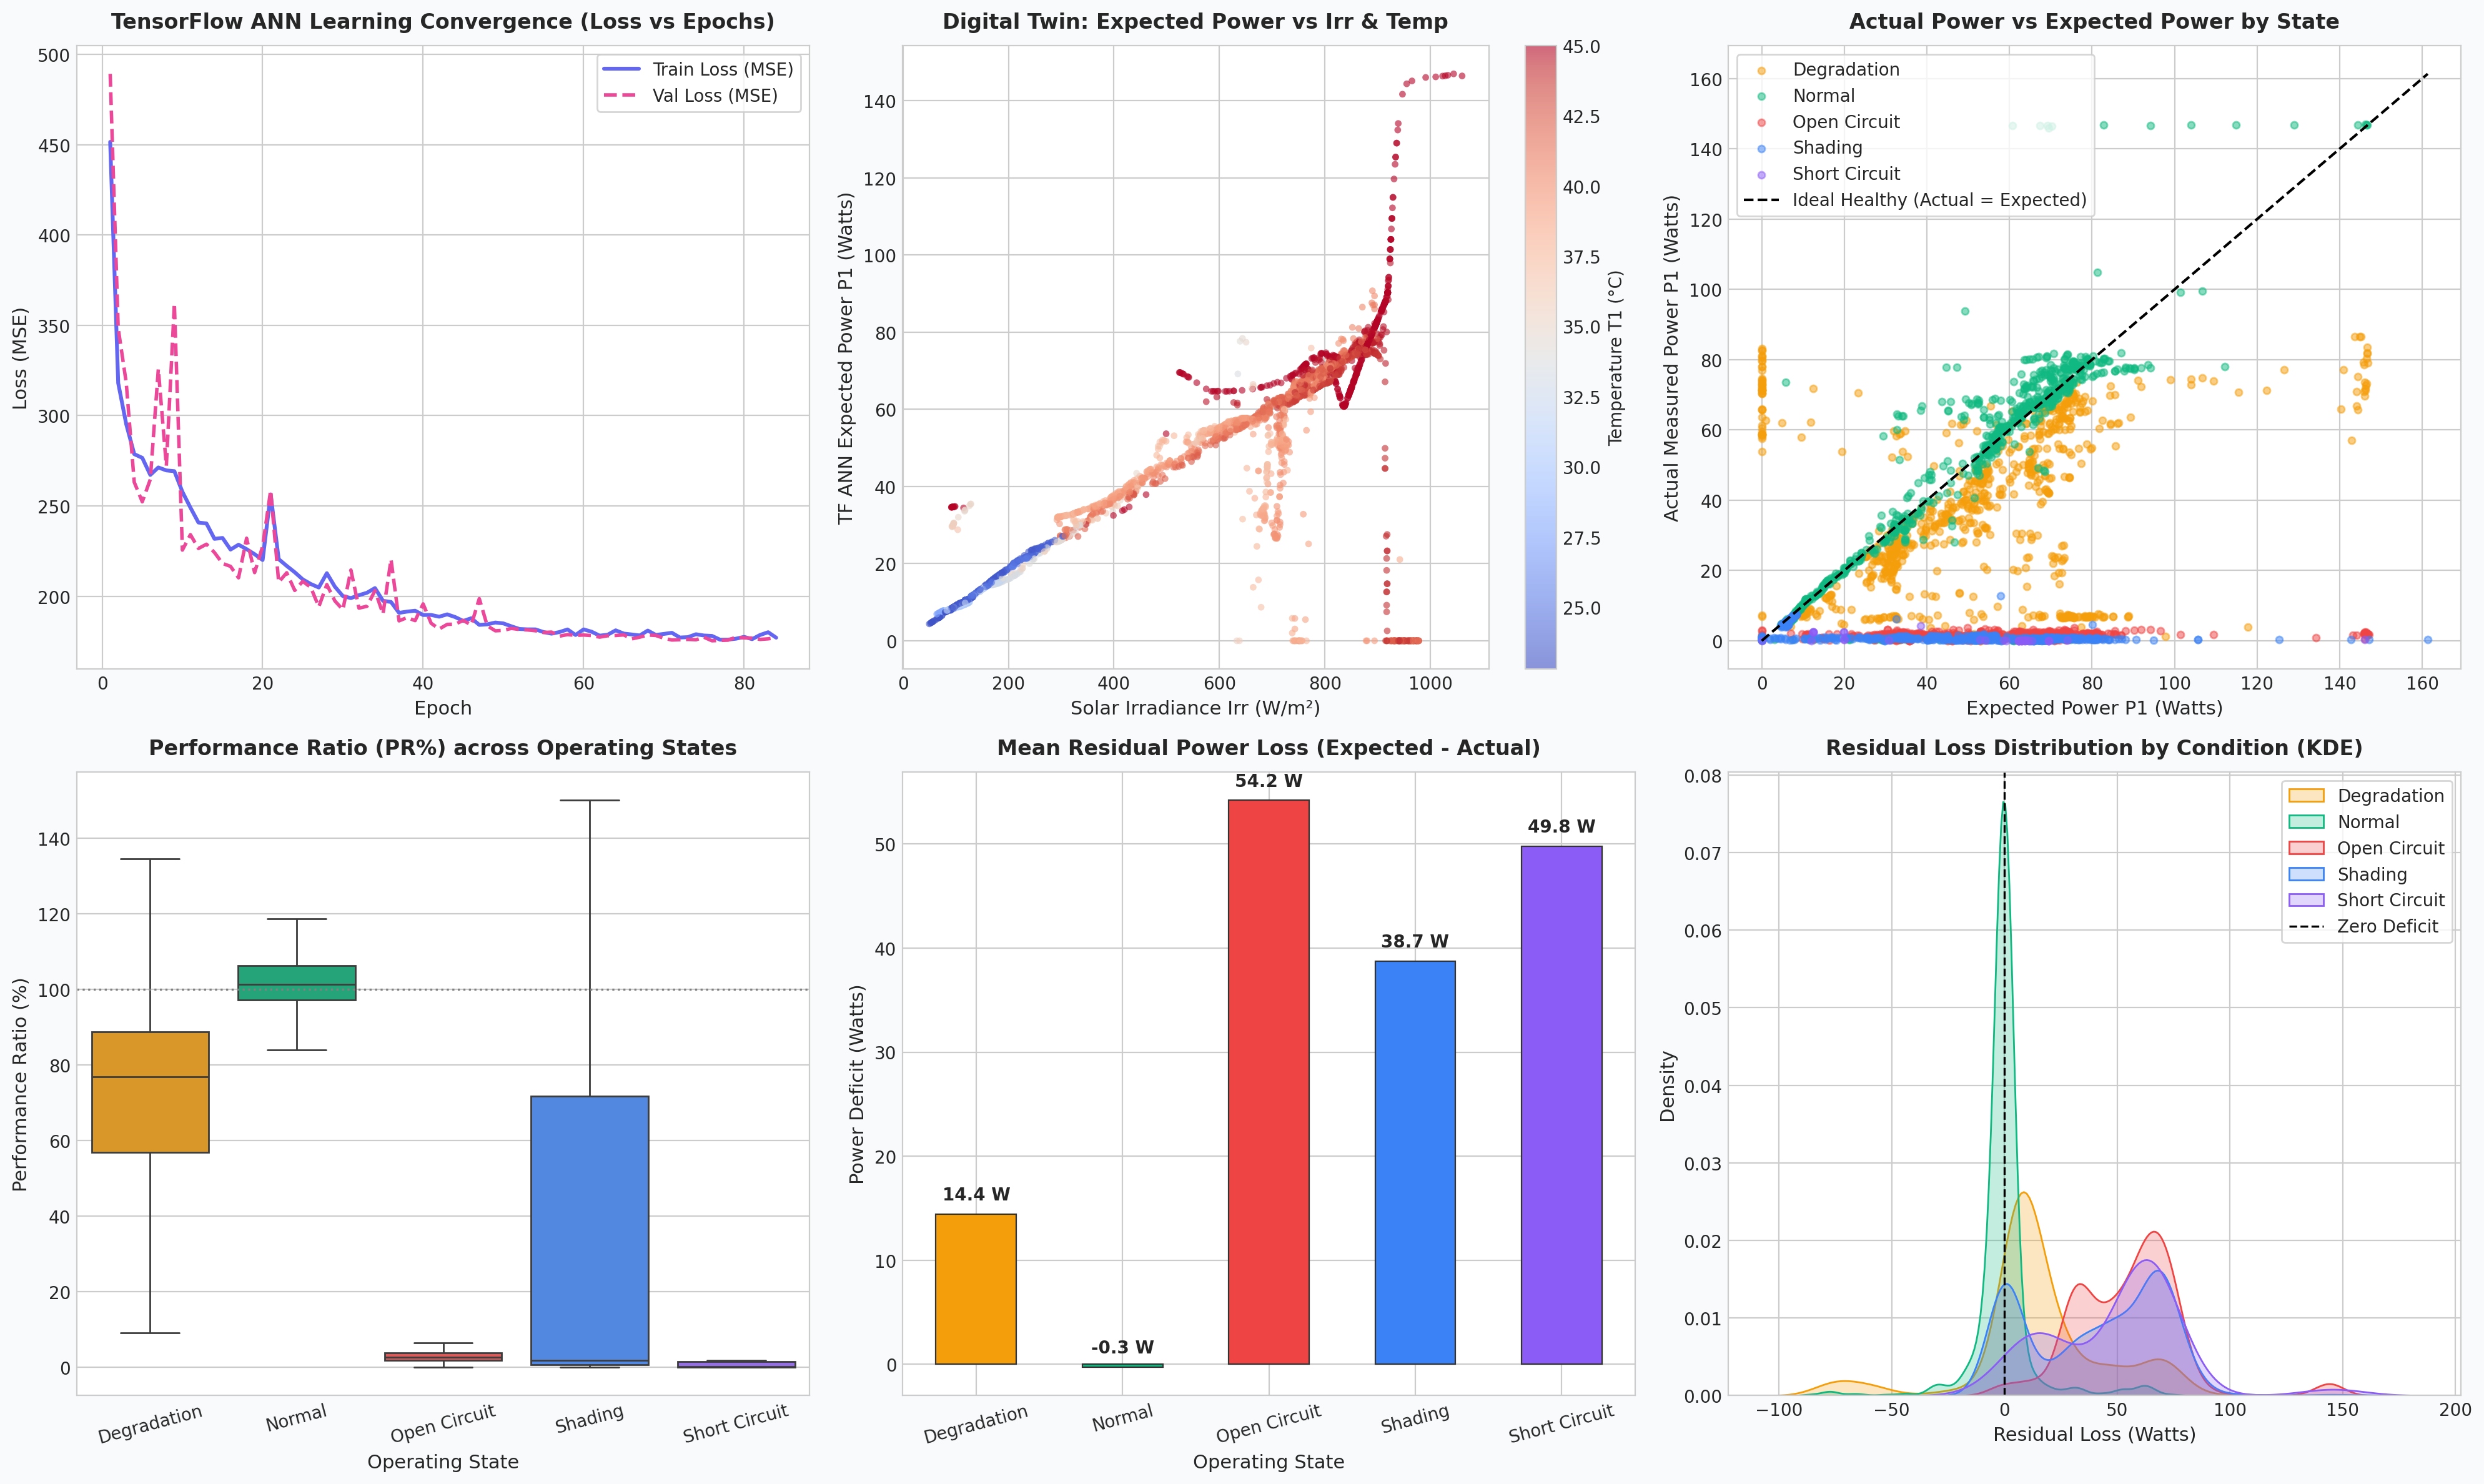 TensorFlow ANN Learning Convergence (Loss vs Epochs)
500
450
400
350
300
250
200
Loss (MSE)
Train Loss (MSE)
Val Loss (MSE)
0 20 40 60 80
Epoch
Digital Twin: Expected Power vs Irr & Temp
140
120
100
80
60
40
20
0
TF ANN Expected Power P1 (Watts)
0 200 400 600 800 1000
Solar Irradiance Irr (W/m²)
45.0
42.5
40.0
37.5
35.0
32.5
30.0
27.5
25.0
Temperature T1 (°C)
Actual Power vs Expected Power by State
160
140
120
100
80
60
40
20
0
Actual Measured Power P1 (Watts)
Degradation
Normal
Open Circuit
Shading
Short Circuit
Ideal Healthy (Actual = Expected)
0 20 40 60 80 100 120 140 160
Expected Power P1 (Watts)
Performance Ratio (PR%) across Operating States
140
120
100
80
60
40
20
0
Performance Ratio (%)
Degradation Normal Open Circuit Shading Short Circuit
Operating State
Mean Residual Power Loss (Expected - Actual)
50
40
30
20
10
0
Power Deficit (Watts)
14.4 W
-0.3 W
54.2 W
38.7 W
49.8 W
Degradation Normal Open Circuit Shading Short Circuit
Operating State
Residual Loss Distribution by Condition (KDE)
0.08
0.07
0.06
0.05
0.04
0.03
0.02
0.01
0.00
Density
Degradation
Normal
Open Circuit
Shading
Short Circuit
Zero Deficit
−100 −50 0 50 100 150 200
Residual Loss (Watts)